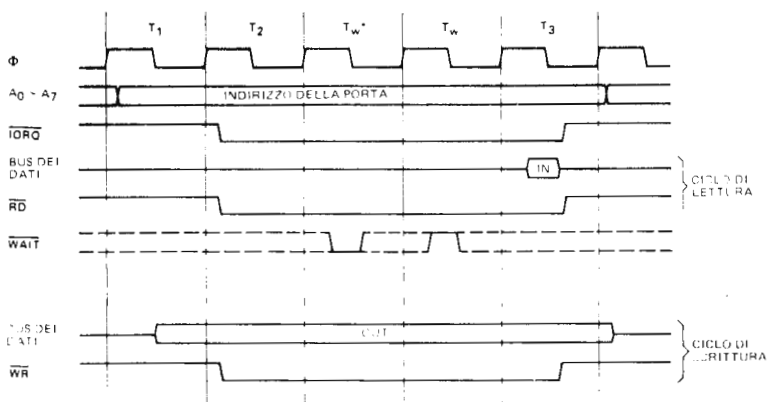 T1 T2 Tw* Tw T3
Φ
A0 - A7
INDIRIZZO DELLA PORTA
IORQ
BUS DEI
DATI
IN
CICLO DI
LETTURA
RD
WAIT
BUS DEI
DATI
OUT
CICLO DI
SCRITTURA
WR